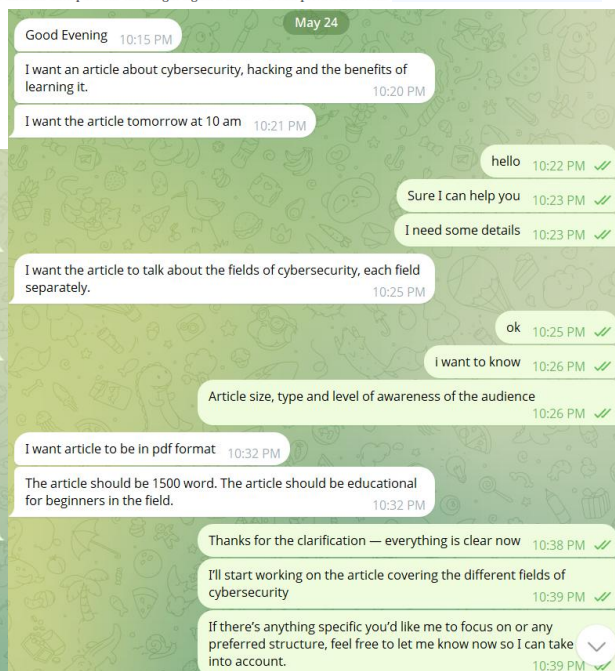 May 24
Good Evening 10:15 PM
I want an article about cybersecurity, hacking and the benefits of
learning it. 10:20 PM
I want the article tomorrow at 10 am 10:21 PM
hello 10:22 PM
Sure I can help you 10:23 PM
I need some details 10:23 PM
I want the article to talk about the fields of cybersecurity, each field
separately. 10:25 PM
ok 10:25 PM
i want to know 10:26 PM
Article size, type and level of awareness of the audience
10:26 PM
I want article to be in pdf format 10:32 PM
The article should be 1500 word. The article should be educational
for beginners in the field. 10:32 PM
Thanks for the clarification — everything is clear now 10:38 PM
I'll start working on the article covering the different fields of
cybersecurity 10:39 PM
If there's anything specific you'd like me to focus on or any
preferred structure, feel free to let me know now so I can take
into account. 10:39 PM